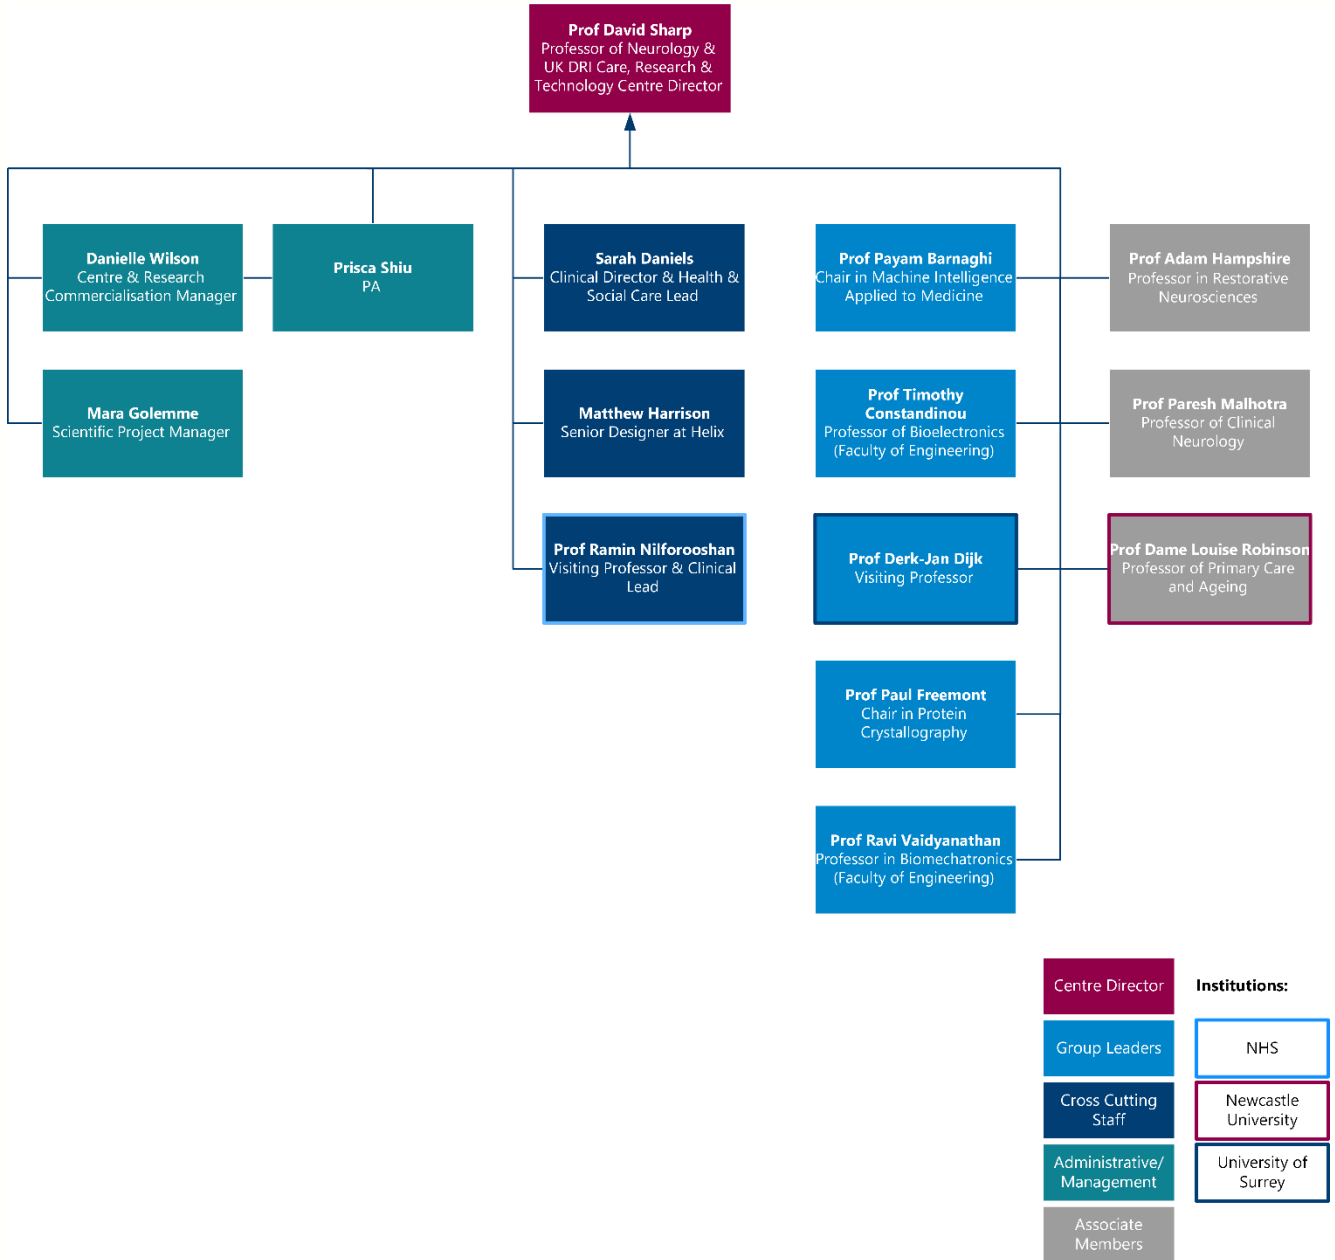 Prof David Sharp
Professor of Neurology &
UK DRI Care, Research &
Technology Centre Director
Danielle Wilson
Centre & Research
Commercialisation Manager
Prisca Shiu
PA
Sarah Daniels
Clinical Director & Health &
Social Care Lead
Prof Payam Barnaghi
Chair in Machine Intelligence
Applied to Medicine
Prof Adam Hampshire
Professor in Restorative
Neurosciences
Mara Golemme
Scientific Project Manager
Matthew Harrison
Senior Designer at Helix
Prof Timothy
Constandinou
Professor of Bioelectronics
(Faculty of Engineering)
Prof Paresh Malhotra
Professor of Clinical
Neurology
Prof Ramin Nilforooshan
Visiting Professor & Clinical
Lead
Prof Derk-Jan Dijk
Visiting Professor
Prof Dame Louise Robinson
Professor of Primary Care
and Ageing
Prof Paul Freemont
Chair in Protein
Crystallography
Prof Ravi Vaidyanathan
Professor in Biomechatronics
(Faculty of Engineering)
Centre Director
Group Leaders
Cross Cutting
Staff
Administrative/
Management
Associate
Members
Institutions:
NHS
Newcastle
University
University of
Surrey